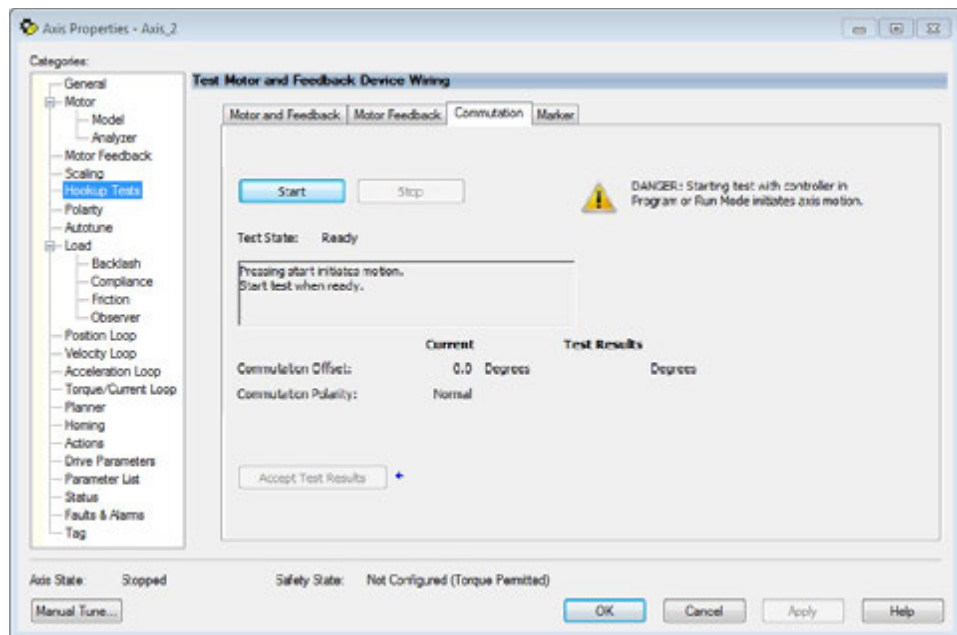 Axis Properties - Axis_2
Categories:
General
Motor
Model
Analyzer
Motor Feedback
Scaling
Hookup Tests
Polarity
Autotune
Load
Backlash
Compliance
Friction
Observer
Position Loop
Velocity Loop
Acceleration Loop
Torque/Current Loop
Planner
Homing
Actions
Drive Parameters
Parameter List
Status
Faults & Alarms
Tag
Test Motor and Feedback Device Wiring
Motor and Feedback Motor Feedback Commutation Marker
Start Stop
DANGER: Starting test with controller in
Program or Run Mode initiates axis motion.
Test State: Ready
Pressing start initiates motion.
Start test when ready.
Current Test Results
Commutation Offset: 0.0 Degrees Degrees
Commutation Polarity: Normal
Accept Test Results
Axis State: Stopped Safety State: Not Configured (Torque Permitted)
Manual Tune... OK Cancel Apply Help